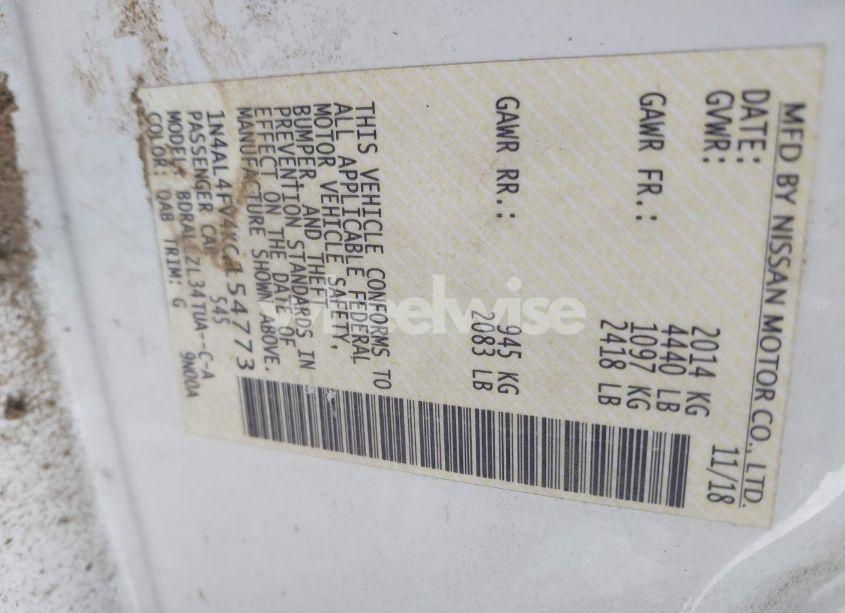 MFD BY NISSAN MOTOR CO., LTD.
DATE: 11/18
GVWR: 2014 KG
4440 LB
GAWR FR.: 1097 KG
2418 LB
GAWR RR.: 945 KG
2083 LB
THIS VEHICLE CONFORMS TO
ALL APPLICABLE FEDERAL
MOTOR VEHICLE SAFETY,
BUMPER, AND THEFT
PREVENTION STANDARDS IN
EFFECT ON THE DATE OF
MANUFACTURE SHOWN ABOVE.
1N4AL4FV4KC154773
PASSENGER CAR 545 9N00A
MODEL: BDRALZL34TUA--C-A
COLOR: QAB TRIM: G
wheelwise